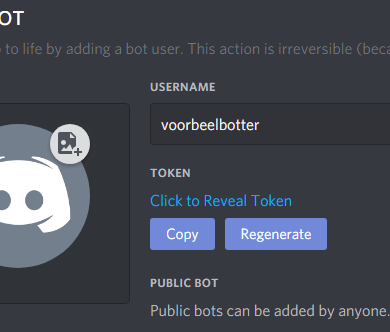 OT
to life by adding a bot user. This action is irreversible (beca
USERNAME
voorbeelbotter
TOKEN
Click to Reveal Token
Copy
Regenerate
PUBLIC BOT
Public bots can be added by anyone.